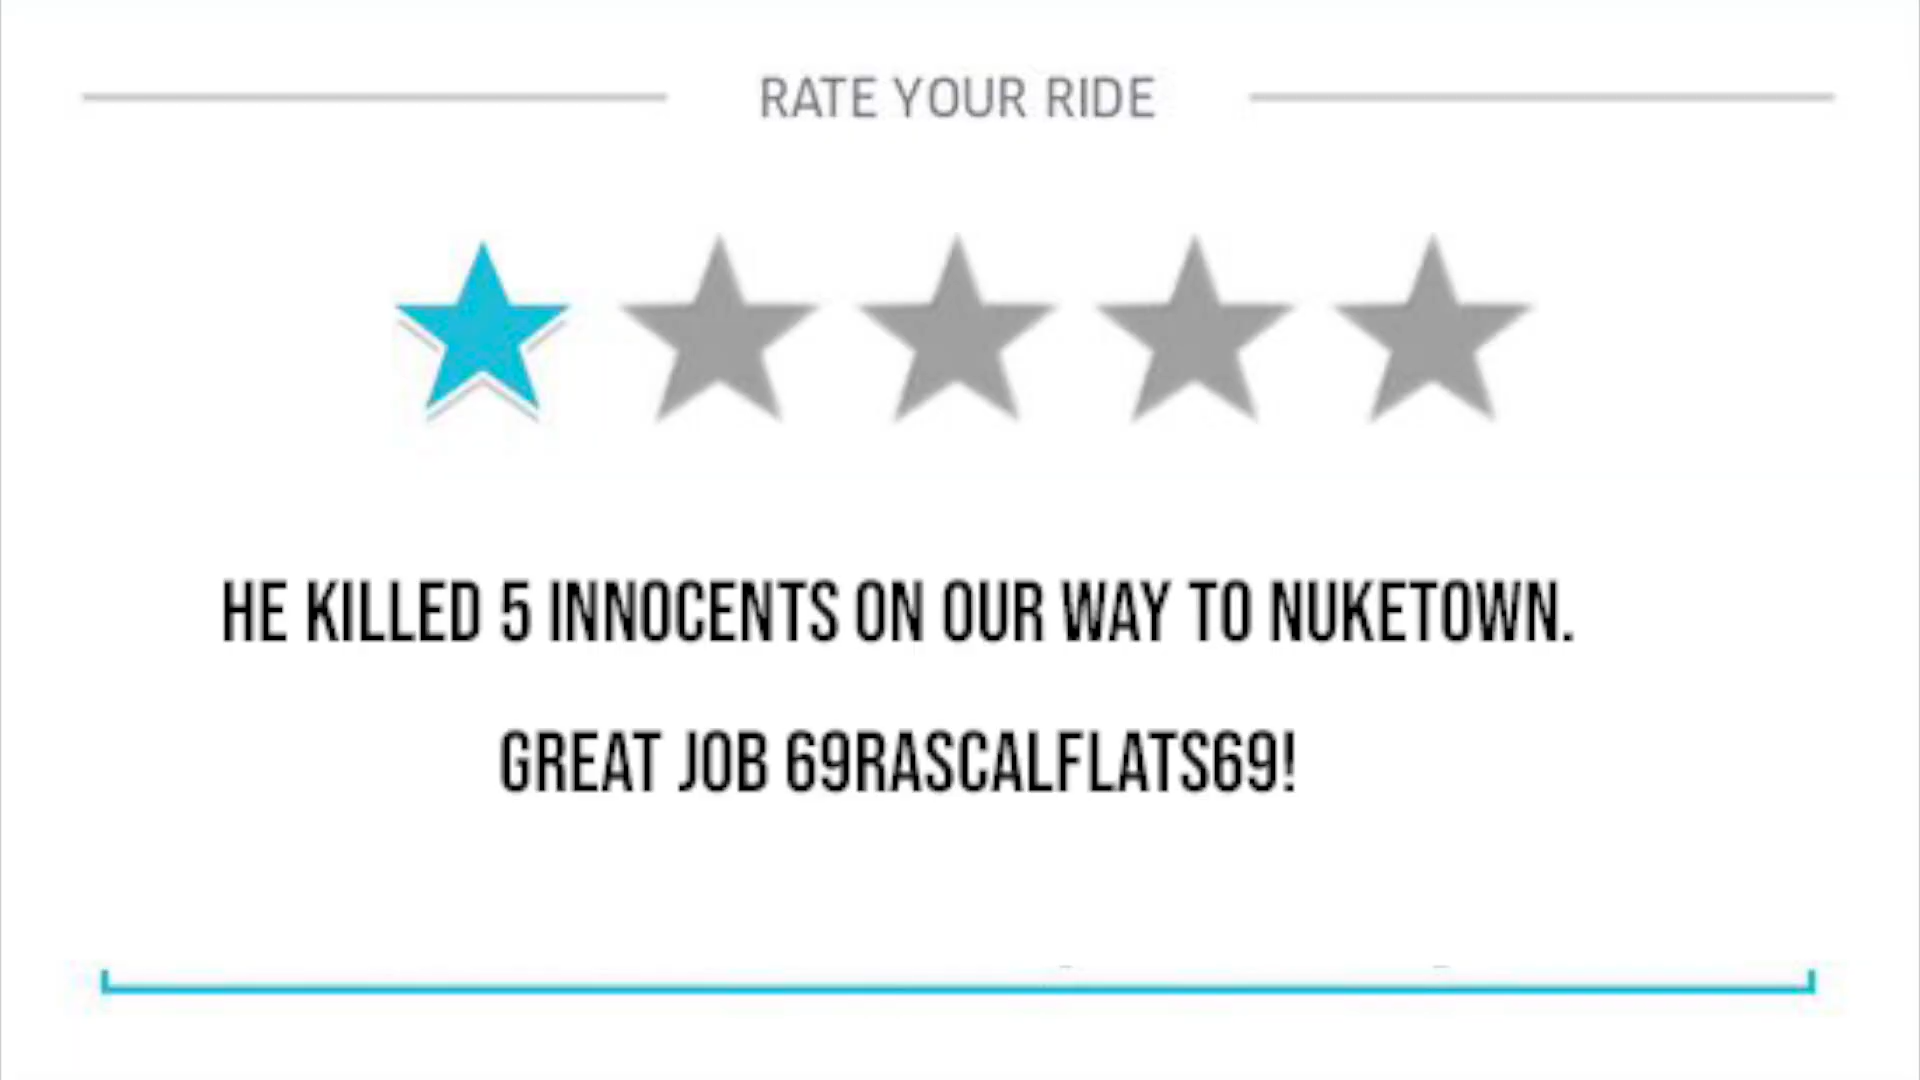 RATE YOUR RIDE
HE KILLED 5 INNOCENTS ON OUR WAY TO NUKETOWN.
GREAT JOB 69RASCALFLATS69!